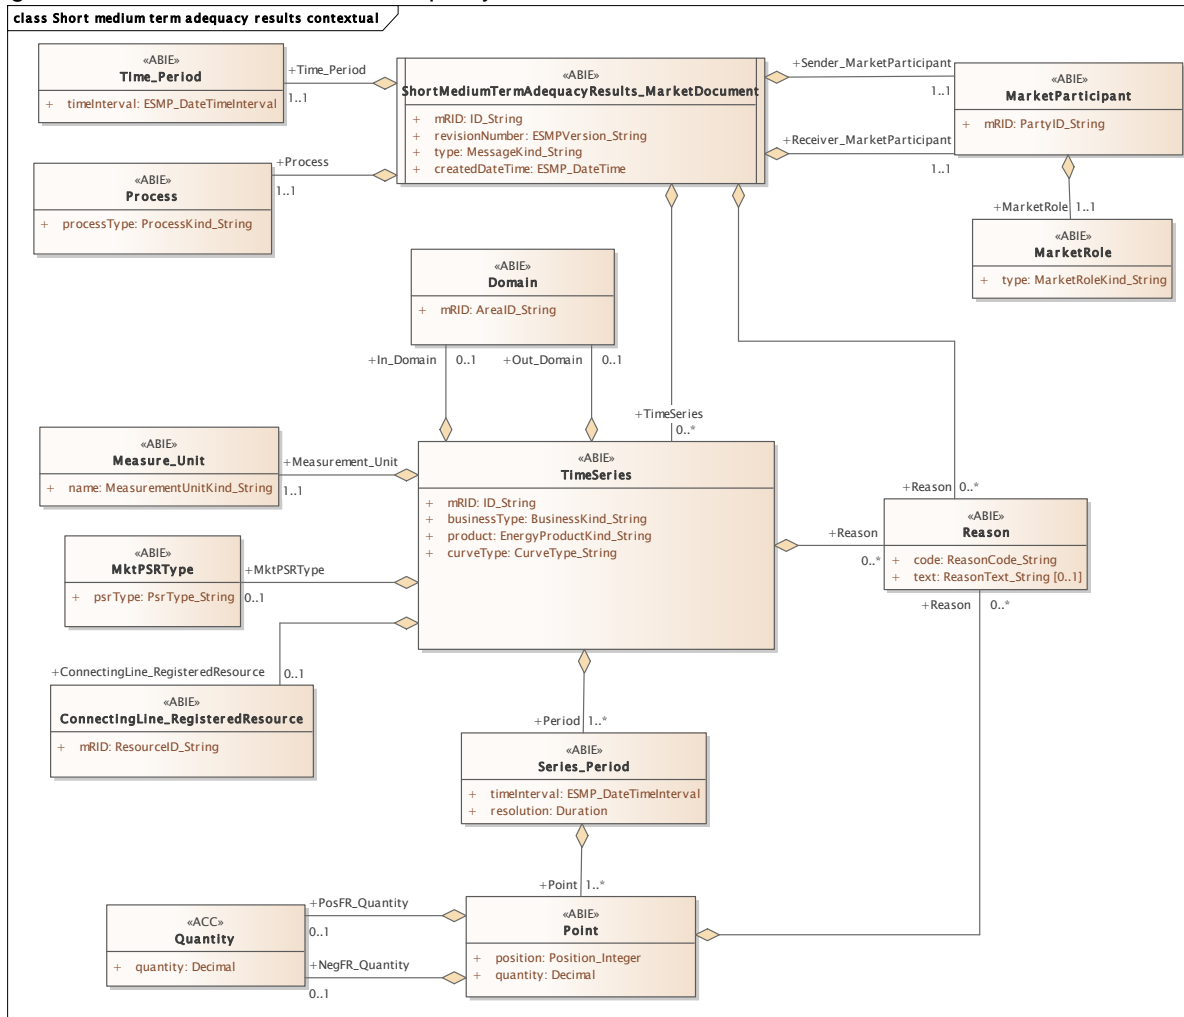 class Short medium term adequacy results contextual
«ABIE»
Time_Period
+ timeInterval: ESMP_DateTimeInterval
+Time_Period
1..1
«ABIE»
ShortMediumTermAdequacyResults_MarketDocument
+ mRID: ID_String
+ revisionNumber: ESMPVersion_String
+ type: MessageKind_String
+ createdDateTime: ESMP_DateTime
+Sender_MarketParticipant
1..1
+Receiver_MarketParticipant
1..1
«ABIE»
MarketParticipant
+ mRID: PartyID_String
«ABIE»
Process
+ processType: ProcessKind_String
+Process
1..1
+MarketRole 1..1
«ABIE»
MarketRole
+ type: MarketRoleKind_String
«ABIE»
Domain
+ mRID: AreaID_String
+In_Domain 0..1
+Out_Domain 0..1
+TimeSeries
0..*
«ABIE»
Measure_Unit
+ name: MeasurementUnitKind_String
+Measurement_Unit
1..1
«ABIE»
TimeSeries
+ mRID: ID_String
+ businessType: BusinessKind_String
+ product: EnergyProductKind_String
+ curveType: CurveType_String
+Reason 0..*
+Reason
0..*
«ABIE»
Reason
+ code: ReasonCode_String
+ text: ReasonText_String [0..1]
+Reason 0..*
«ABIE»
MktPSRType
+ psrType: PsrType_String
+MktPSRType
0..1
+ConnectingLine_RegisteredResource
0..1
«ABIE»
ConnectingLine_RegisteredResource
+ mRID: ResourceID_String
+Period 1..*
«ABIE»
Series_Period
+ timeInterval: ESMP_DateTimeInterval
+ resolution: Duration
+Point 1..*
«ACC»
Quantity
+ quantity: Decimal
+PosFR_Quantity
0..1
+NegFR_Quantity
0..1
«ABIE»
Point
+ position: Position_Integer
+ quantity: Decimal